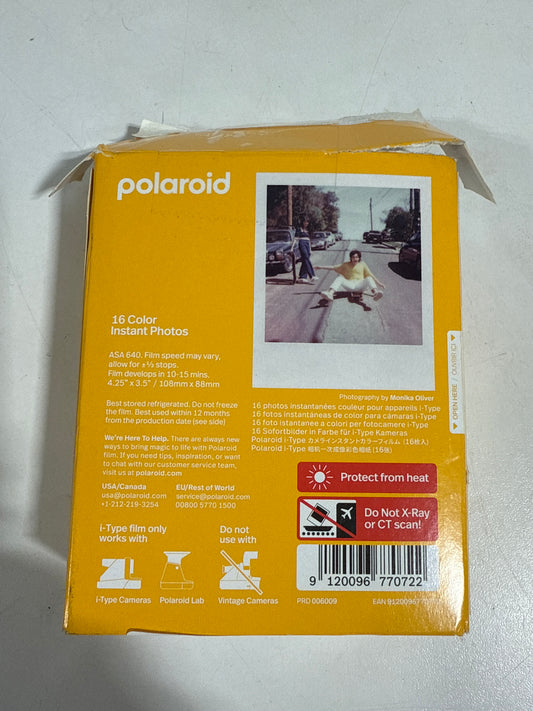 polaroid
16 Color
Instant Photos
ASA 640. Film speed may vary,
allow for ±⅓ stops.
Film develops in 10-15 mins.
4.25" x 3.5" / 108mm x 88mm
Best stored refrigerated. Do not freeze
the film. Best used within 12 months
from the production date (see side)
We're Here To Help. There are always new
ways to bring magic to life with Polaroid
film. If you need tips, inspiration, or want
to chat with our customer service team,
visit us at polaroid.com.
USA/Canada
usa@polaroid.com
+1-212-219-3254
EU/Rest of World
service@polaroid.com
00800 5770 1500
i-Type film only
works with
Do not
use with
i-Type Cameras
Polaroid Lab
Vintage Cameras
Photography by Monika Oliver
16 photos instantanées couleur pour appareils i-Type
16 fotos instantáneas de color para cámaras i-Type
16 foto istantanee a colori per fotocamere i-Type
16 Sofortbilder in Farbe für i-Type Kameras
Polaroid i-Type カメラインスタントカラーフィルム (16枚入)
Polaroid i-Type 相机一次成像彩色相纸 (16张)
Protect from heat
Do Not X-Ray
or CT scan!
9 120096 770722
PRD 006009
EAN 91200967
OPEN HERE / OUVRIR ICI